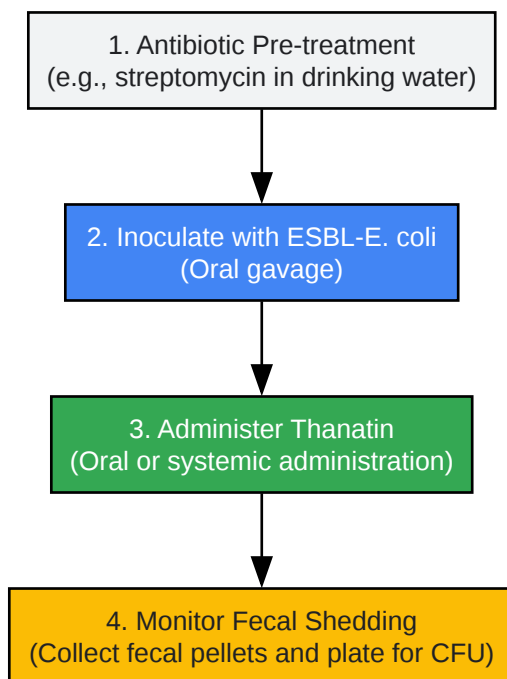 1. Antibiotic Pre-treatment
(e.g., streptomycin in drinking water)
2. Inoculate with ESBL-E. coli
(Oral gavage)
3. Administer Thanatin
(Oral or systemic administration)
4. Monitor Fecal Shedding
(Collect fecal pellets and plate for CFU)